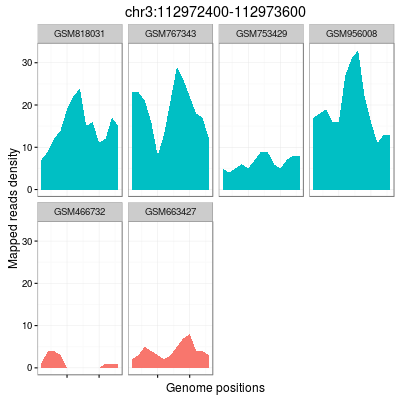 chr3:112972400-112973600
GSM818031 GSM767343 GSM753429 GSM956008
30
20
10
0
GSM466732 GSM663427
30
20
10
0
Mapped reads density
Genome positions